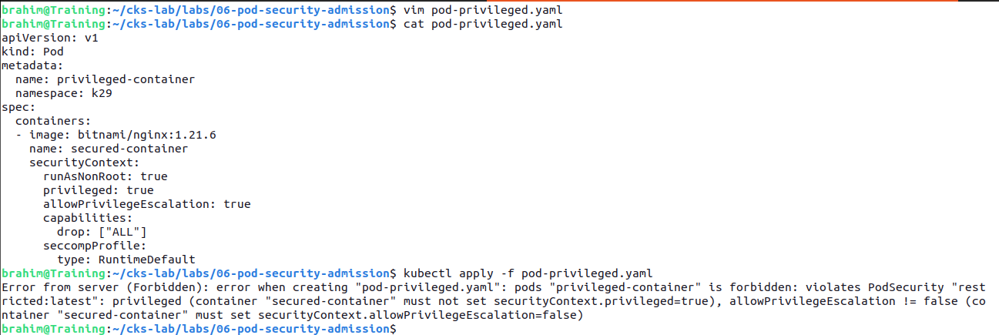 brahim@Training:~/cks-lab/labs/06-pod-security-admission$ vim pod-privileged.yaml
brahim@Training:~/cks-lab/labs/06-pod-security-admission$ cat pod-privileged.yaml
apiVersion: v1
kind: Pod
metadata:
  name: privileged-container
  namespace: k29
spec:
  containers:
  - image: bitnami/nginx:1.21.6
    name: secured-container
    securityContext:
      runAsNonRoot: true
      privileged: true
      allowPrivilegeEscalation: true
      capabilities:
        drop: ["ALL"]
      seccompProfile:
        type: RuntimeDefault
brahim@Training:~/cks-lab/labs/06-pod-security-admission$ kubectl apply -f pod-privileged.yaml
Error from server (Forbidden): error when creating "pod-privileged.yaml": pods "privileged-container" is forbidden: violates PodSecurity "rest
ricted:latest": privileged (container "secured-container" must not set securityContext.privileged=true), allowPrivilegeEscalation != false (co
ntainer "secured-container" must set securityContext.allowPrivilegeEscalation=false)
brahim@Training:~/cks-lab/labs/06-pod-security-admission$